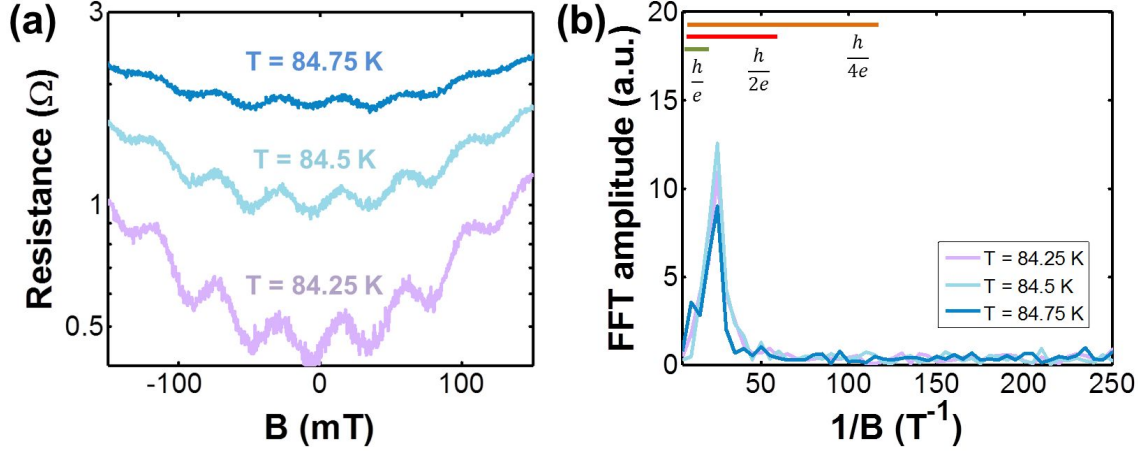 (a)
3
1
0.5
Resistance (Ω)
T = 84.75 K
T = 84.5 K
T = 84.25 K
-100
0
100
B (mT)
(b)
20
15
10
5
0
FFT amplitude (a.u.)
h/e
h/2e
h/4e
T = 84.25 K
T = 84.5 K
T = 84.75 K
50
100
150
200
250
1/B (T⁻¹)